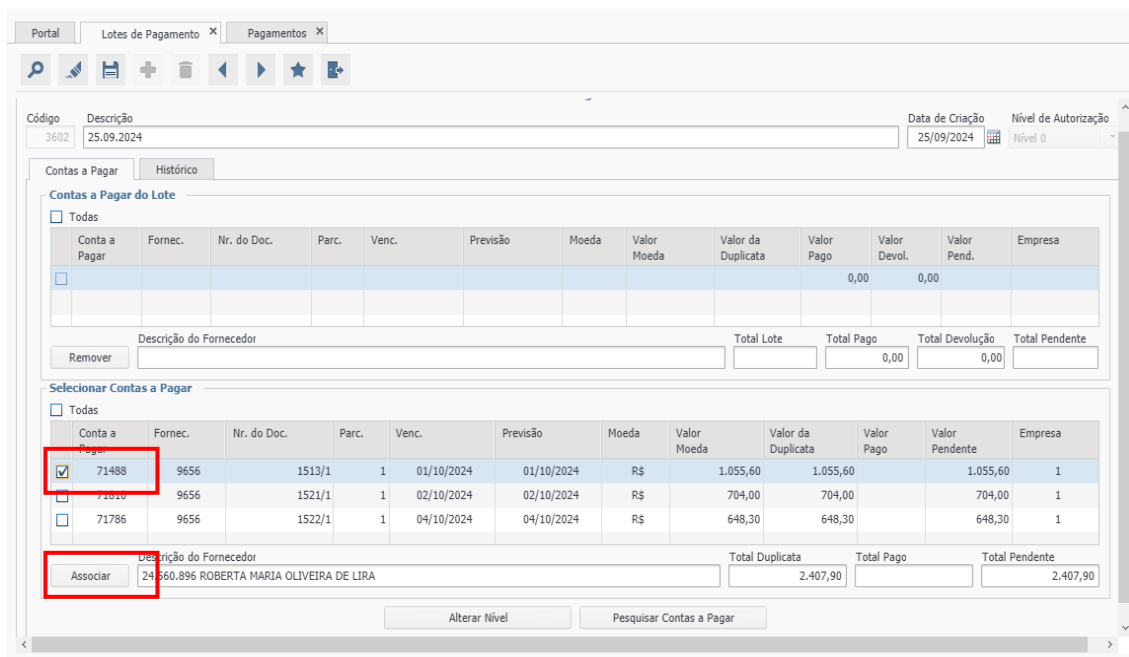 Portal Lotes de Pagamento × Pagamentos ×
Código Descrição Data de Criação Nível de Autorização
3602 25.09.2024 25/09/2024 Nível 0
Contas a Pagar Histórico
Contas a Pagar do Lote
Todas
Conta a Pagar Fornec. Nr. do Doc. Parc. Venc. Previsão Moeda Valor Moeda Valor da Duplicata Valor Pago Valor Devol. Valor Pend. Empresa
0,00 0,00
Descrição do Fornecedor Total Lote Total Pago Total Devolução Total Pendente
Remover 0,00 0,00
Selecionar Contas a Pagar
Todas
Conta a Pagar Fornec. Nr. do Doc. Parc. Venc. Previsão Moeda Valor Moeda Valor da Duplicata Valor Pago Valor Pendente Empresa
71488 9656 1513/1 1 01/10/2024 01/10/2024 R$ 1.055,60 1.055,60 1.055,60 1
71810 9656 1521/1 1 02/10/2024 02/10/2024 R$ 704,00 704,00 704,00 1
71786 9656 1522/1 1 04/10/2024 04/10/2024 R$ 648,30 648,30 648,30 1
Descrição do Fornecedor Total Duplicata Total Pago Total Pendente
Associar 24.560.896 ROBERTA MARIA OLIVEIRA DE LIRA 2.407,90 2.407,90
Alterar Nível Pesquisar Contas a Pagar